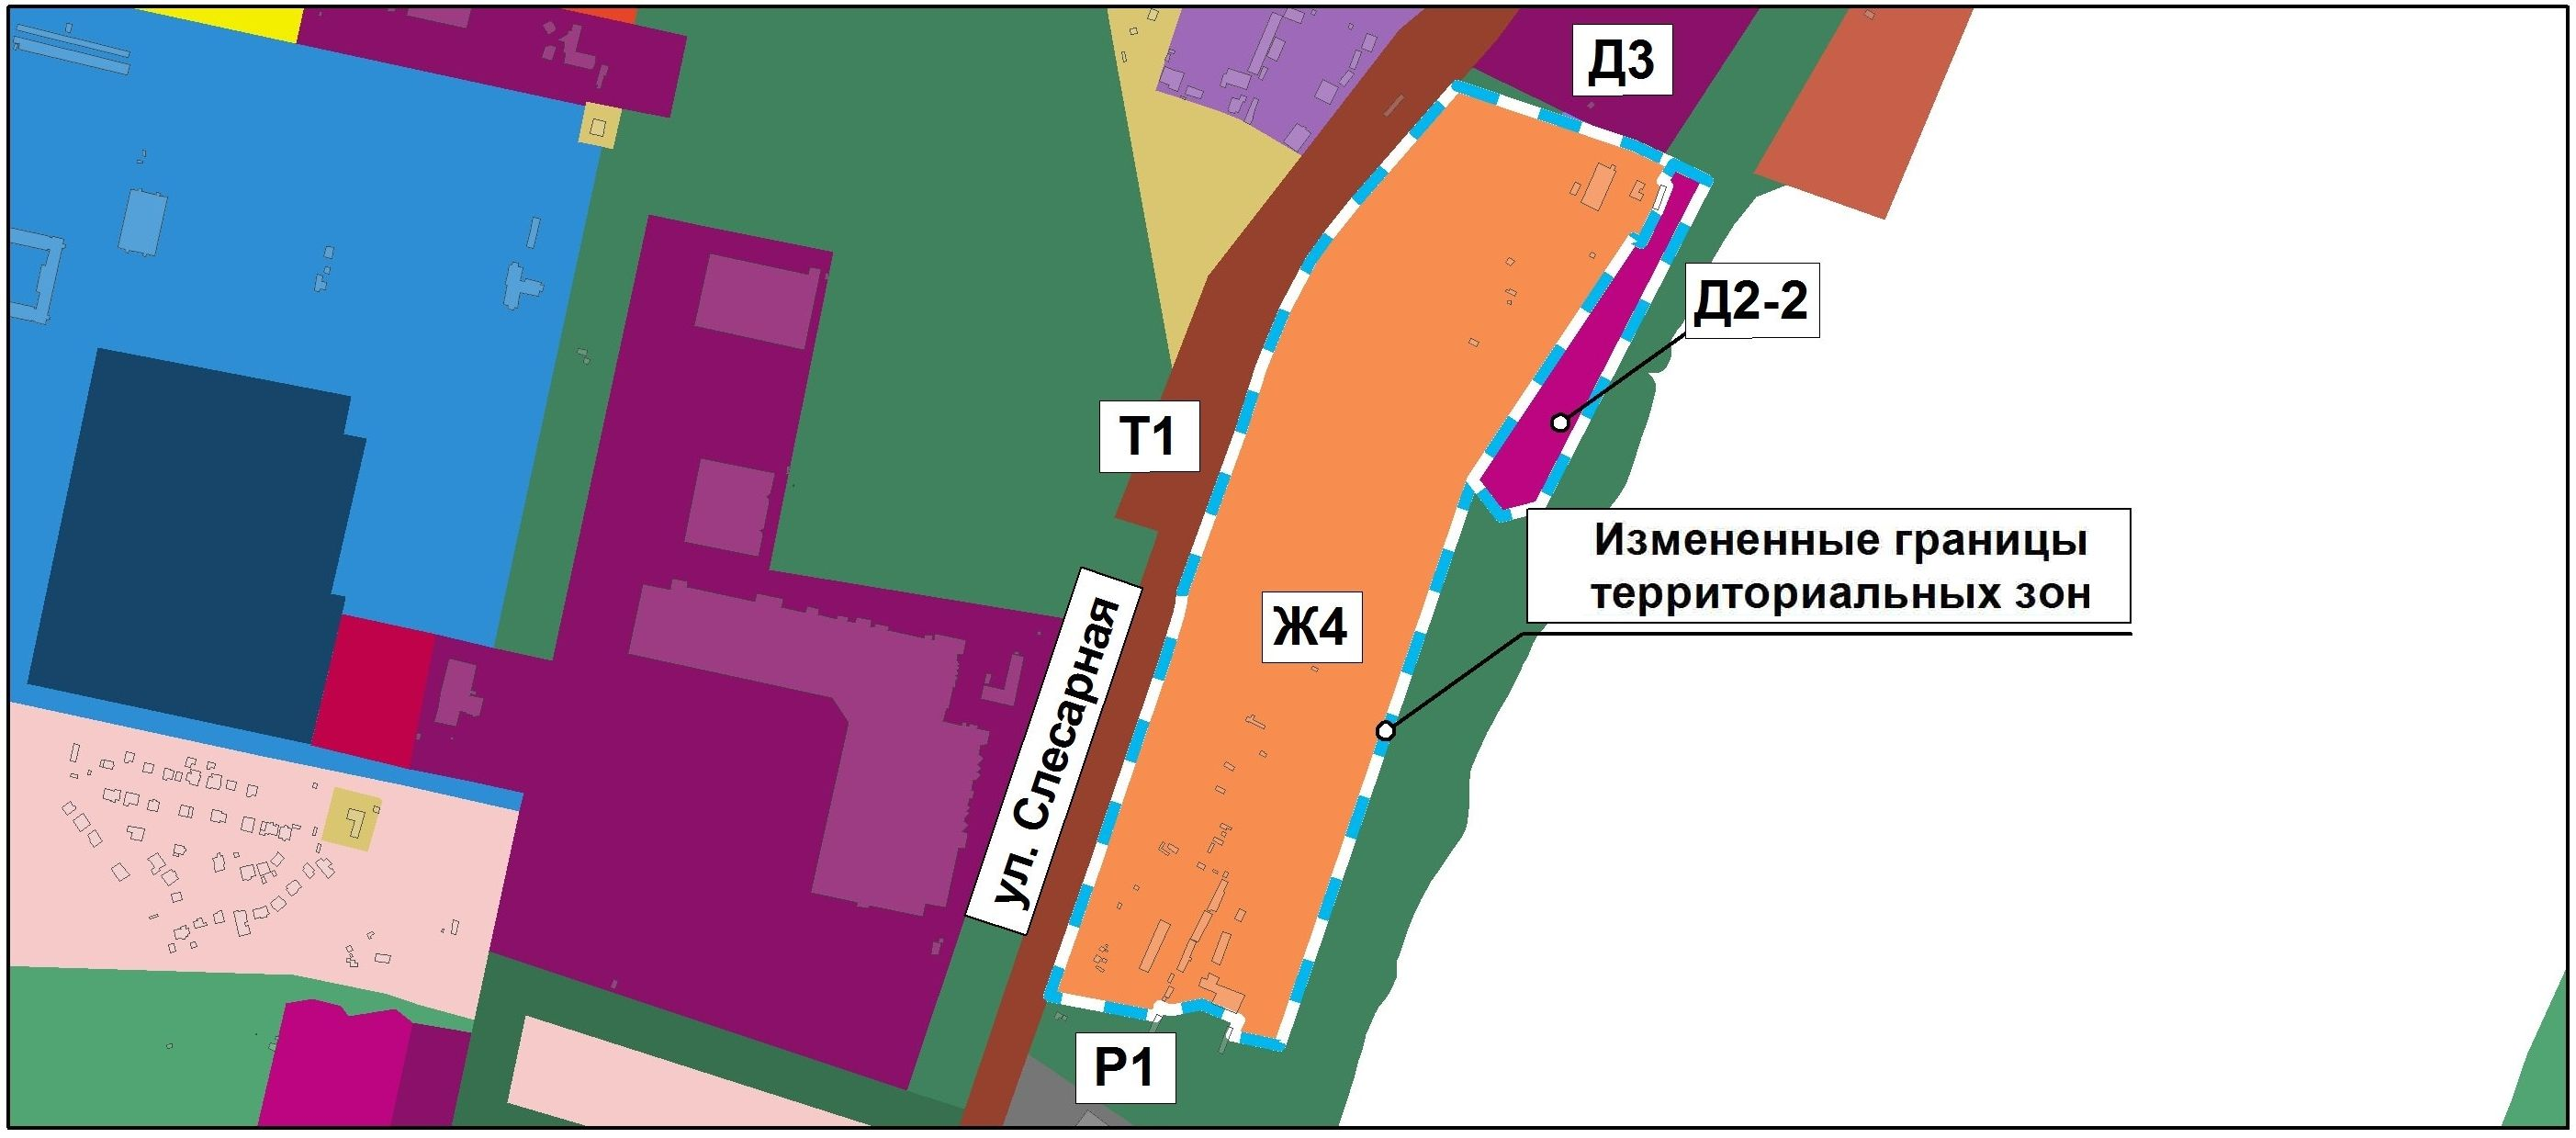 Д3
Д2-2
Т1
Измененные границы
территориальных зон
Ж4
ул. Слесарная
Р1